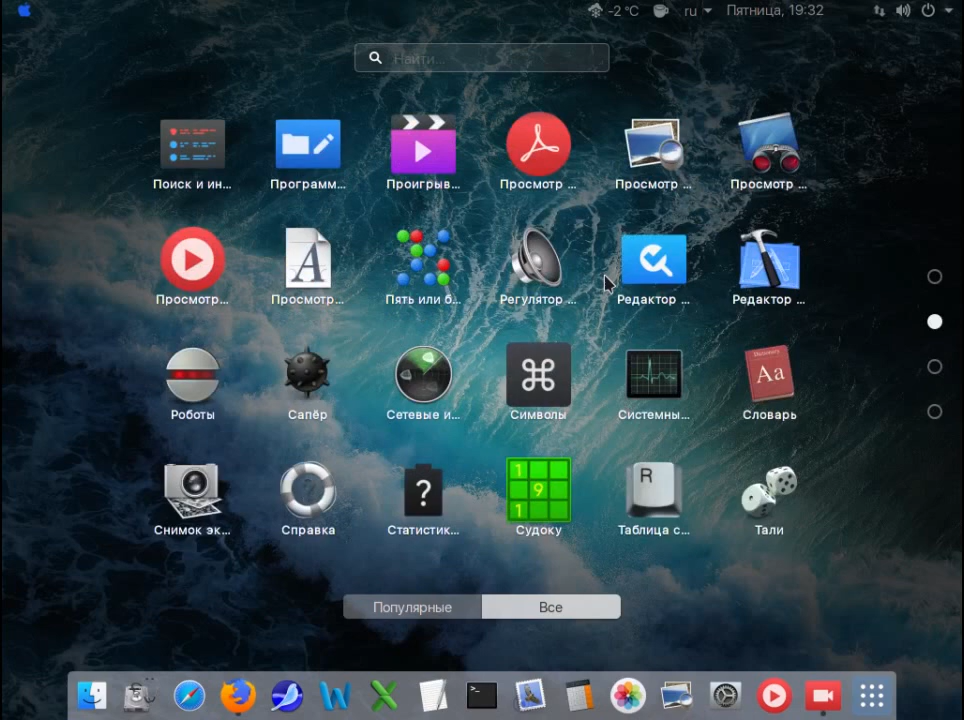 -2 °C ru Пятница, 19:32
Найти...
Поиск и ин... Программ... Проигрыв... Просмотр ... Просмотр ... Просмотр ...
Просмотр... Просмотр... Пять или б... Регулятор ... Редактор ... Редактор ...
Роботы Сапёр Сетевые и... Символы Системны... Словарь
Снимок эк... Справка Статистик... Судоку Таблица с... Тали
Популярные Все